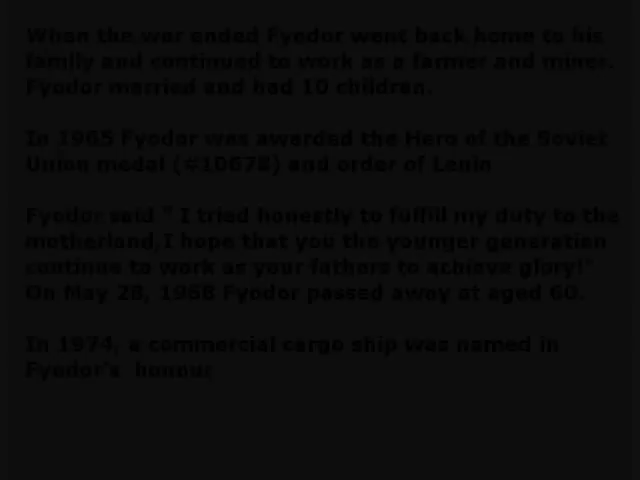 When the war ended Fyodor went back home to his
family and continued to work as a farmer and miner.
Fyodor married and had 10 children.
In 1965 Fyodor was awarded the Hero of the Soviet
Union medal (#10678) and order of Lenin
Fyodor said " I tried honestly to fulfill my duty to the
motherland,I hope that you the younger generation
continue to work as your fathers to achieve glory!"
On May 28, 1968 Fyodor passed away at aged 60.
In 1974, a commercial cargo ship was named in
Fyodor's honour